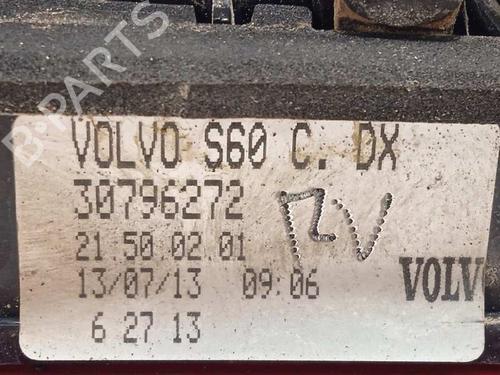 B-PARTS
VOLVO S60 C. DX
30796272
21.50.02.01
13/07/13 09:06
VOLV
6 27 13